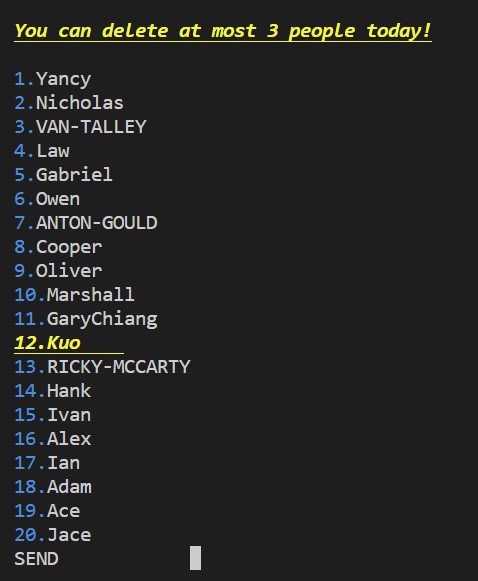 You can delete at most 3 people today!
1.Yancy
2.Nicholas
3.VAN-TALLEY
4.Law
5.Gabriel
6.Owen
7.ANTON-GOULD
8.Cooper
9.Oliver
10.Marshall
11.GaryChiang
12.Kuo
13.RICKY-MCCARTY
14.Hank
15.Ivan
16.Alex
17.Ian
18.Adam
19.Ace
20.Jace
SEND